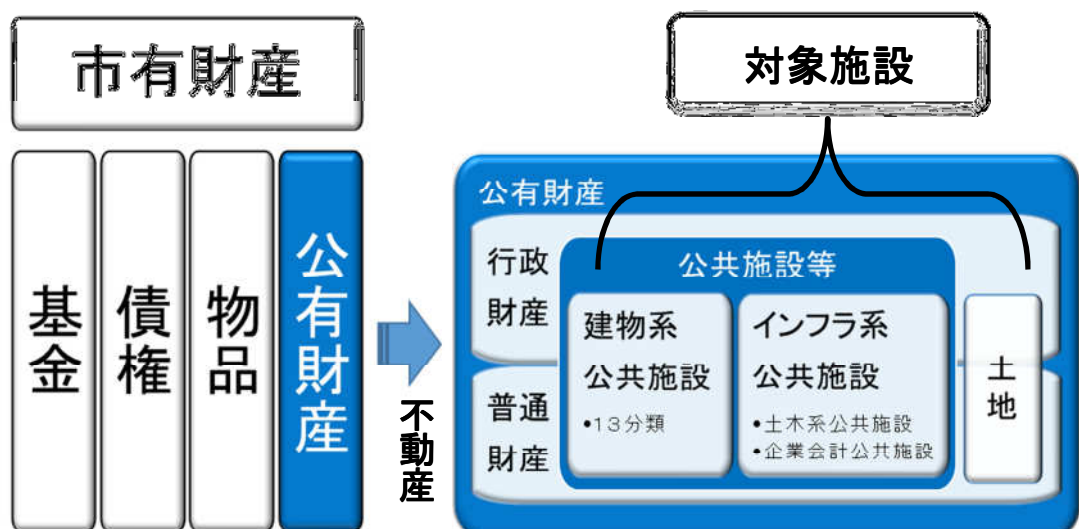 市有財産
対象施設
基金
債権
物品
公有財産
不動産
公有財産
行政
財産
普通
財産
公共施設等
建物系
公共施設
•13分類
インフラ系
公共施設
•土木系公共施設
•企業会計公共施設
土地